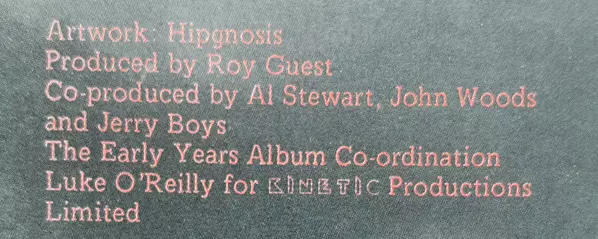 Artwork: Hipgnosis
Produced by Roy Guest
Co-produced by Al Stewart, John Woods
and Jerry Boys
The Early Years Album Co-ordination
Luke O'Reilly for KINETIC Productions
Limited